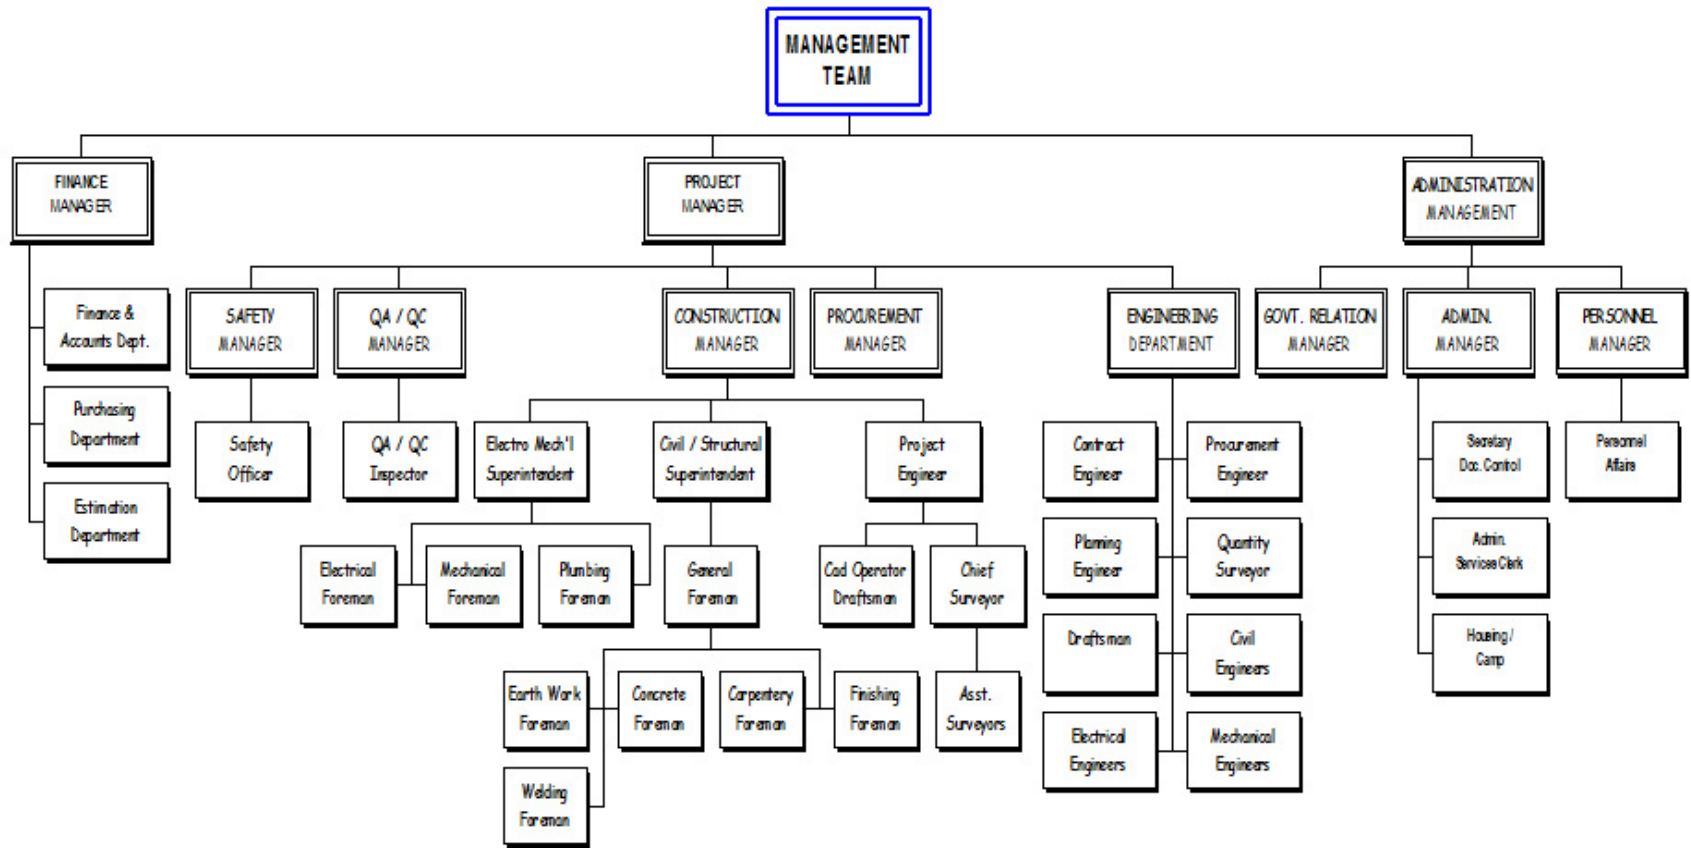 MANAGEMENT
TEAM
FINANCE
MANAGER
PROJECT
MANAGER
ADMINISTRATION
MANAGEMENT
Finance &
Accounts Dept.
Purchasing
Department
Estimation
Department
SAFETY
MANAGER
QA / QC
MANAGER
CONSTRUCTION
MANAGER
PROCUREMENT
MANAGER
ENGINEERING
DEPARTMENT
GOVT. RELATION
MANAGER
ADMIN.
MANAGER
PERSONNEL
MANAGER
Safety
Officer
QA / QC
Inspector
Electro Mech'l
Superintendent
Civil / Structural
Superintendent
Project
Engineer
Contract
Engineer
Procurement
Engineer
Secretary
Doc. Control
Personnel
Affairs
Electrical
Foreman
Mechanical
Foreman
Plumbing
Foreman
General
Foreman
Cad Operator
Draftsman
Chief
Surveyor
Planning
Engineer
Quantity
Surveyor
Admin.
Services Clerk
Draftsman
Civil
Engineers
Housing /
Camp
Earth Work
Foreman
Concrete
Foreman
Carpentery
Foreman
Finishing
Foreman
Asst.
Surveyors
Electrical
Engineers
Mechanical
Engineers
Welding
Foreman